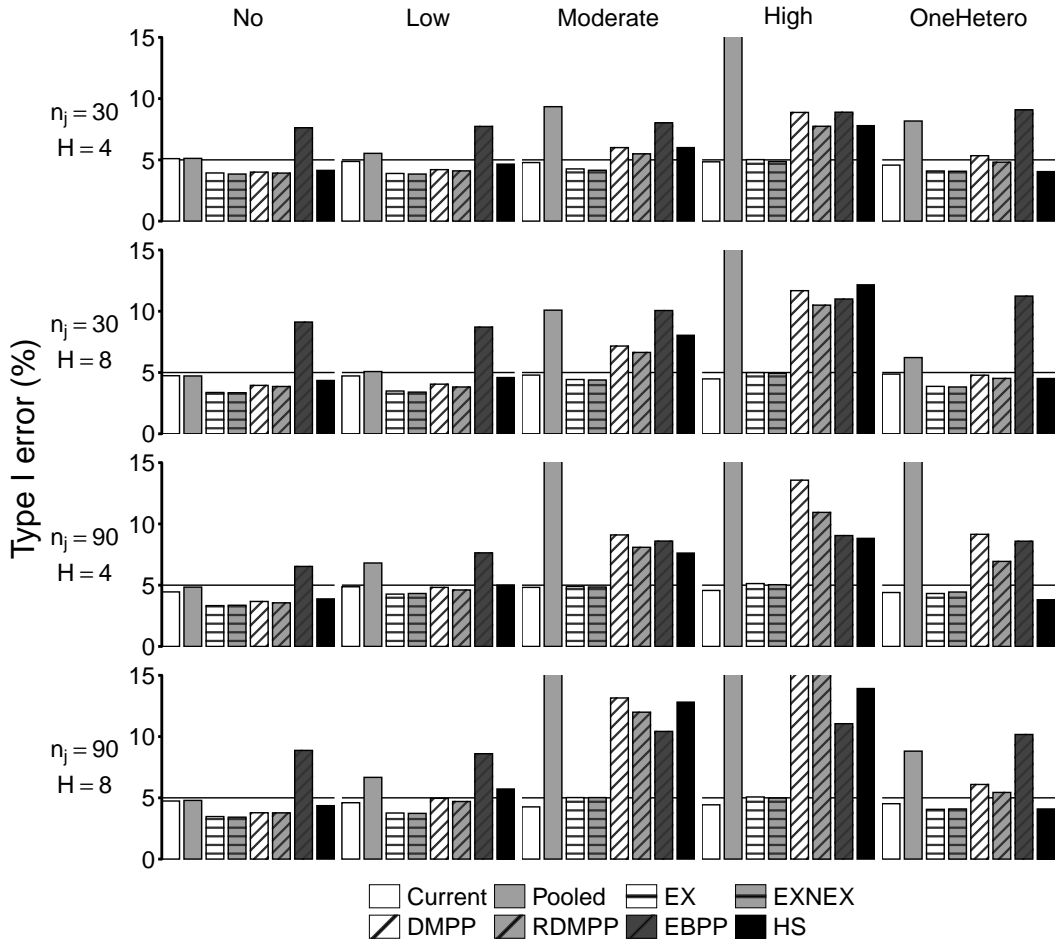 No Low Moderate High OneHetero
Type I error (%)
n_j = 30
H = 4
15
10
5
0
n_j = 30
H = 8
15
10
5
0
n_j = 90
H = 4
15
10
5
0
n_j = 90
H = 8
15
10
5
0
Current Pooled EX EXNEX
DMPP RDMPP EBPP HS